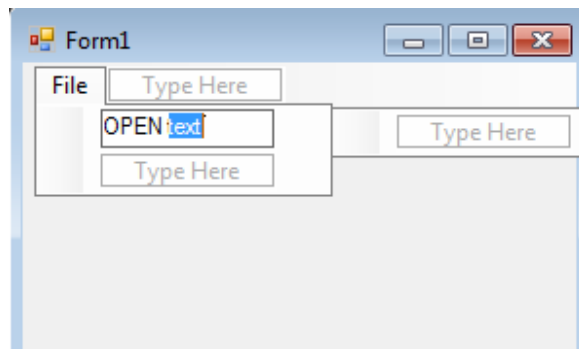 Form1
File Type Here
OPEN text Type Here
Type Here